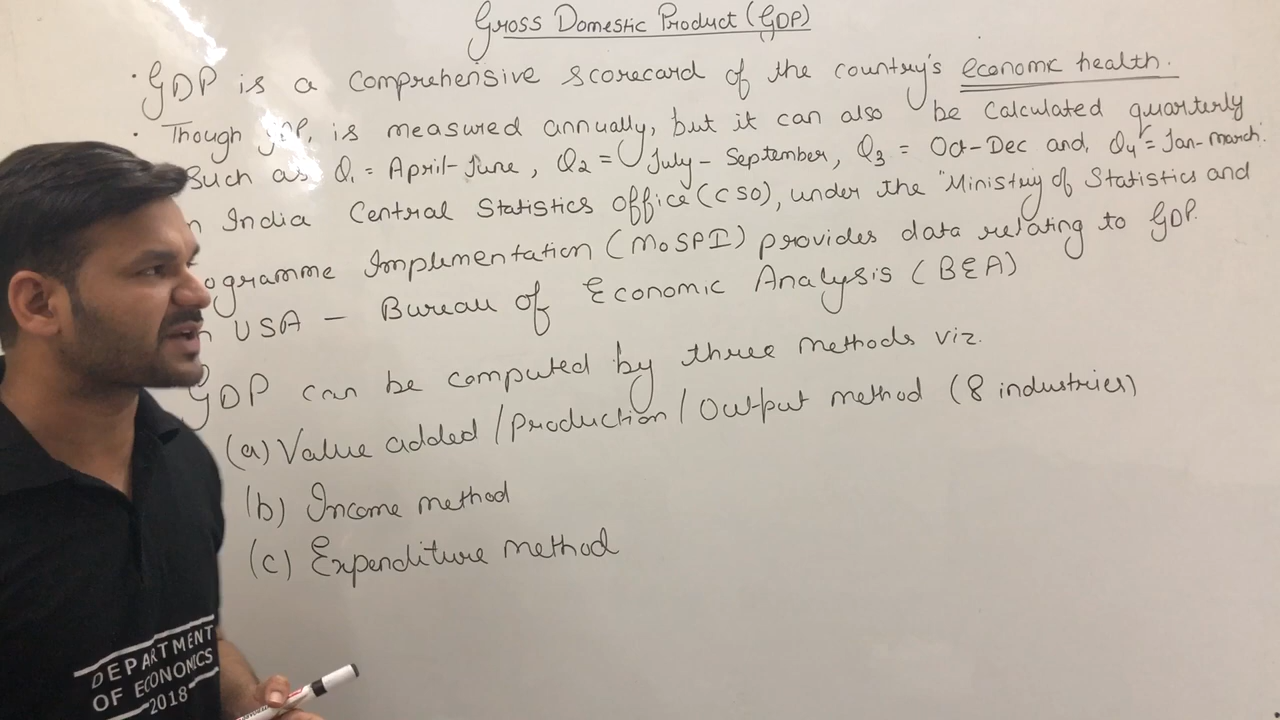 Gross Domestic Product (GDP)
· GDP is a comprehensive scorecard of the country's economic health.
· Though GDP, is measured annually, but it can also be calculated quarterly
Such as Q1 = April-June, Q2 = July - September, Q3 = Oct-Dec and, Q4 = Jan-March.
n India Central Statistics office (CSO), under the "Ministry of Statistics and
ogramme Implementation (MoSPI) provides data relating to GDP.
n USA - Bureau of Economic Analysis (BEA)
GDP can be computed by three methods viz.
(a) Value added / production / Output method (8 industries)
(b) Income method
(c) Expenditure method
DEPARTMENT
OF ECONOMICS
2018